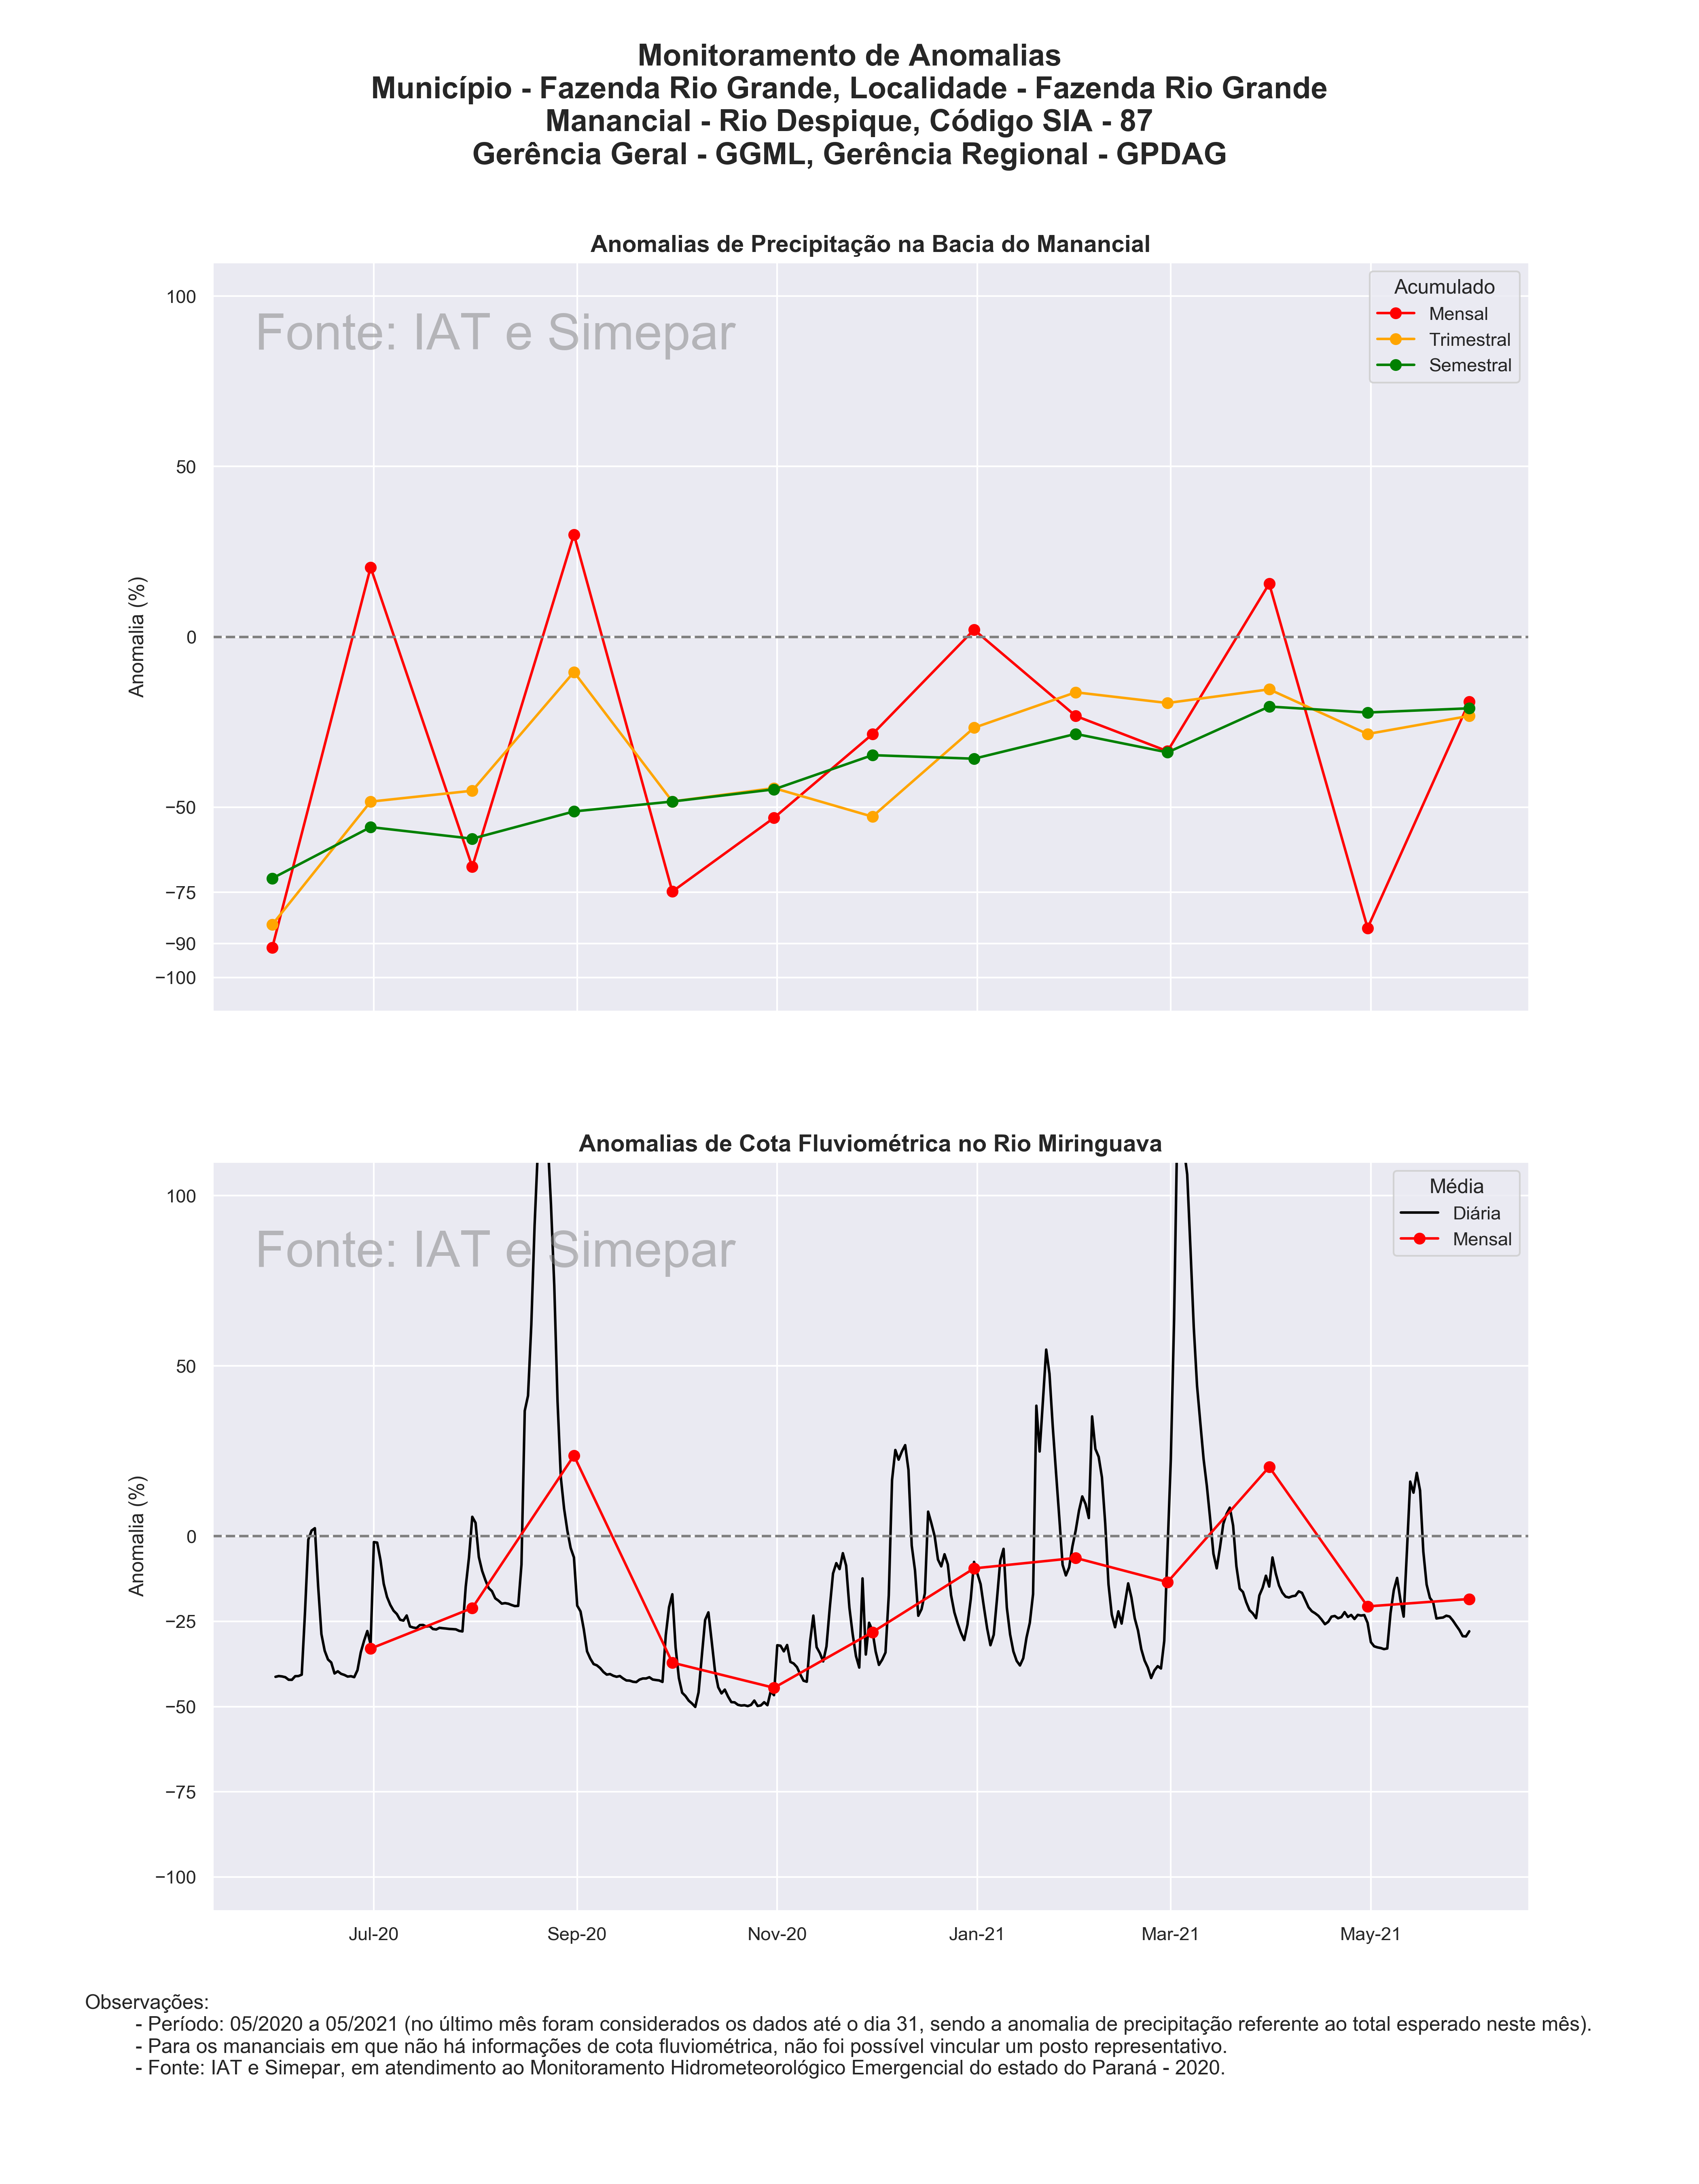 Monitoramento de Anomalias
Município - Fazenda Rio Grande, Localidade - Fazenda Rio Grande
Manancial - Rio Despique, Código SIA - 87
Gerência Geral - GGML, Gerência Regional - GPDAG
Anomalias de Precipitação na Bacia do Manancial
Fonte: IAT e Simepar
Acumulado
Mensal
Trimestral
Semestral
Anomalia (%)
100
50
0
−50
−75
−90
−100
Anomalias de Cota Fluviométrica no Rio Miringuava
Fonte: IAT e Simepar
Média
Diária
Mensal
Anomalia (%)
100
50
0
−25
−50
−75
−100
Jul-20 Sep-20 Nov-20 Jan-21 Mar-21 May-21
Observações:
- Período: 05/2020 a 05/2021 (no último mês foram considerados os dados até o dia 31, sendo a anomalia de precipitação referente ao total esperado neste mês).
- Para os mananciais em que não há informações de cota fluviométrica, não foi possível vincular um posto representativo.
- Fonte: IAT e Simepar, em atendimento ao Monitoramento Hidrometeorológico Emergencial do estado do Paraná - 2020.